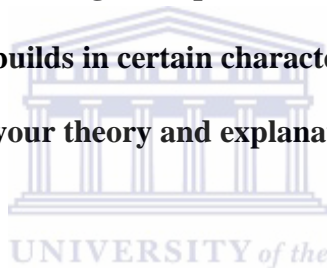 builds in certain characte
your theory and explana
UNIVERSITY of the